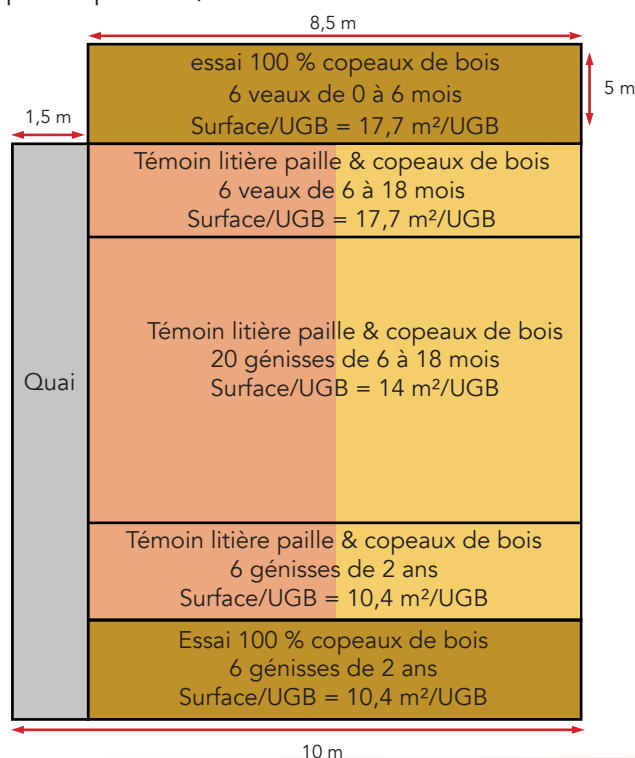 8,5 m
essai 100 % copeaux de bois
6 veaux de 0 à 6 mois
Surface/UGB = 17,7 m²/UGB
5 m
1,5 m
Témoin litière paille & copeaux de bois
6 veaux de 6 à 18 mois
Surface/UGB = 17,7 m²/UGB
Témoin litière paille & copeaux de bois
20 génisses de 6 à 18 mois
Surface/UGB = 14 m²/UGB
Quai
Témoin litière paille & copeaux de bois
6 génisses de 2 ans
Surface/UGB = 10,4 m²/UGB
Essai 100 % copeaux de bois
6 génisses de 2 ans
Surface/UGB = 10,4 m²/UGB
10 m